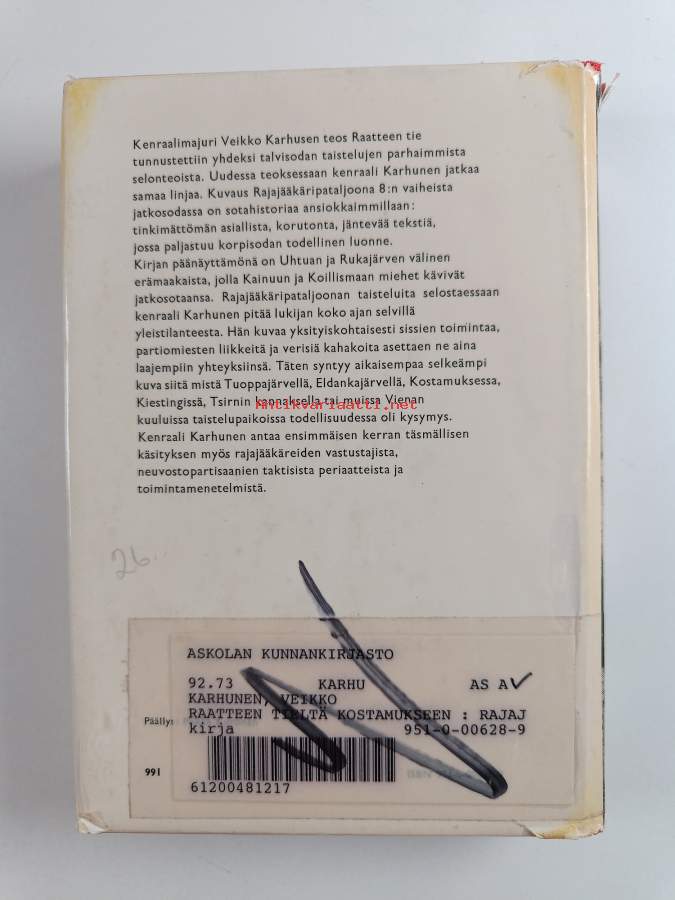 Kenraalimajuri Veikko Karhusen teos Raatteen tie
tunnustettiin yhdeksi talvisodan taistelujen parhaimmista
selonteoista. Uudessa teoksessaan kenraali Karhunen jatkaa
samaa linjaa. Kuvaus Rajajääkäripataljoona 8:n vaiheista
jatkosodassa on sotahistoriaa ansiokkaimmillaan:
tinkimättömän asiallista, korutonta, jäntevää tekstiä,
jossa paljastuu korpisodan todellinen luonne.
Kirjan päänäyttämönä on Uhtuan ja Rukajärven välinen
erämaakaista, jolla Kainuun ja Koillismaan miehet kävivät
jatkosotaansa. Rajajääkäripataljoonan taisteluita selostaessaan
kenraali Karhunen pitää lukijan koko ajan selvillä
yleistilanteesta. Hän kuvaa yksityiskohtaisesti sissien toimintaa,
partiomiesten liikkeitä ja verisiä kahakoita asettaen ne aina
laajempiin yhteyksiinsä. Täten syntyy aikaisempaa selkeämpi
kuva siitä mistä Tuoppajärvellä, Eldankajärvellä, Kostamuksessa,
Kiestingissä, Tsirnin kannaksella tai muissa Vienan
Antikvariaatti.net
kuuluissa taistelupaikoissa todellisuudessa oli kysymys.
Kenraali Karhunen antaa ensimmäisen kerran täsmällisen
käsityksen myös rajajääkäreiden vastustajista,
neuvostopartisaanien taktisista periaatteista ja
toimintamenetelmistä.
26.
ASKOLAN KUNNANKIRJASTO
92.73 KARHU AS A
KARHUNEN, VEIKKO
RAATTEEN TIELTÄ KOSTAMUKSEEN : RAJAJ
Päällys
kirja 951-0-00628-9
991 ISBN
61200481217